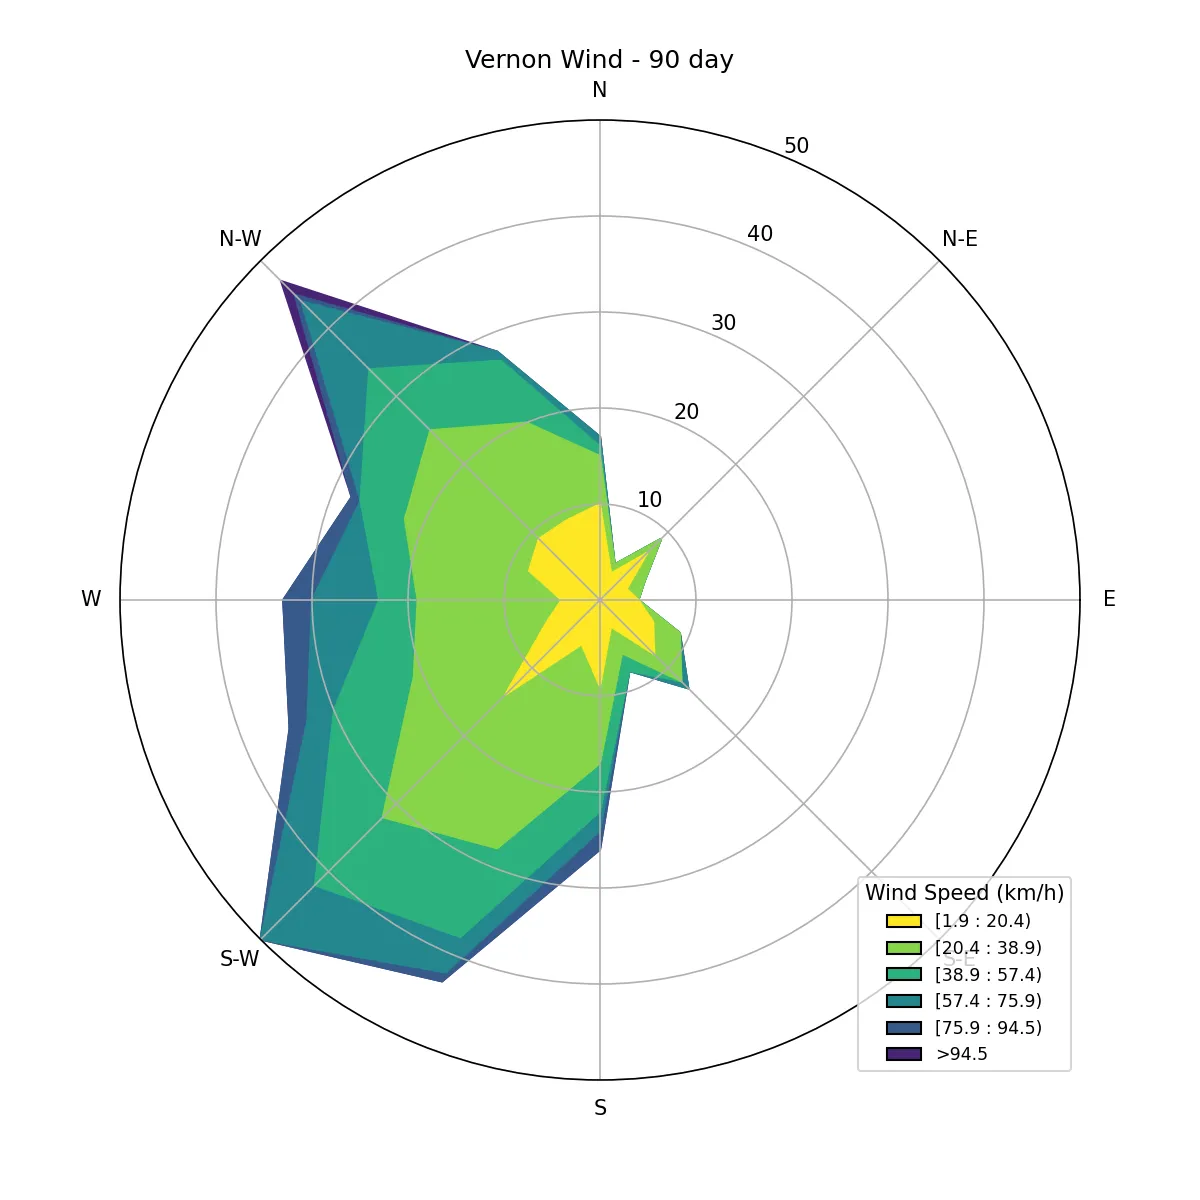 Vernon Wind - 90 day
N
50
N-W
N-E
40
30
20
10
W
E
S-W
S-E
S
Wind Speed (km/h)
[1.9 : 20.4)
[20.4 : 38.9)
[38.9 : 57.4)
[57.4 : 75.9)
[75.9 : 94.5)
>94.5